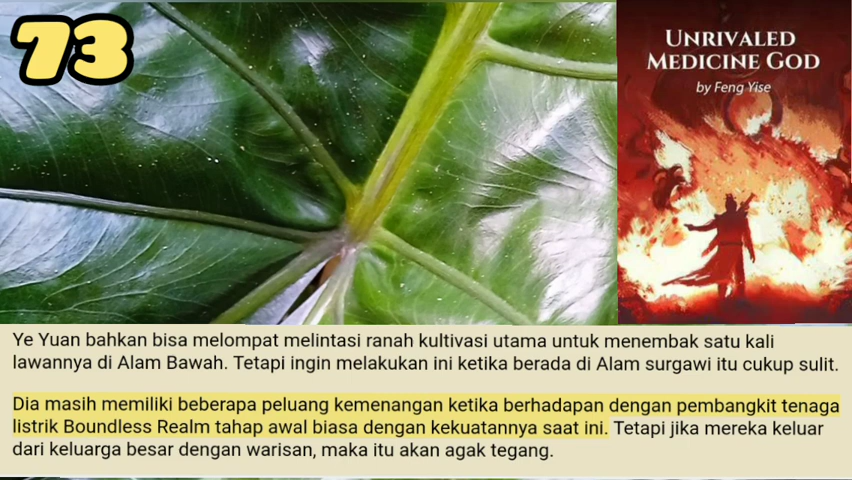 73
UNRIVALED
MEDICINE GOD
by Feng Yise
Ye Yuan bahkan bisa melompat melintasi ranah kultivasi utama untuk menembak satu kali
lawannya di Alam Bawah. Tetapi ingin melakukan ini ketika berada di Alam surgawi itu cukup sulit.
Dia masih memiliki beberapa peluang kemenangan ketika berhadapan dengan pembangkit tenaga
listrik Boundless Realm tahap awal biasa dengan kekuatannya saat ini. Tetapi jika mereka keluar
dari keluarga besar dengan warisan, maka itu akan agak tegang.